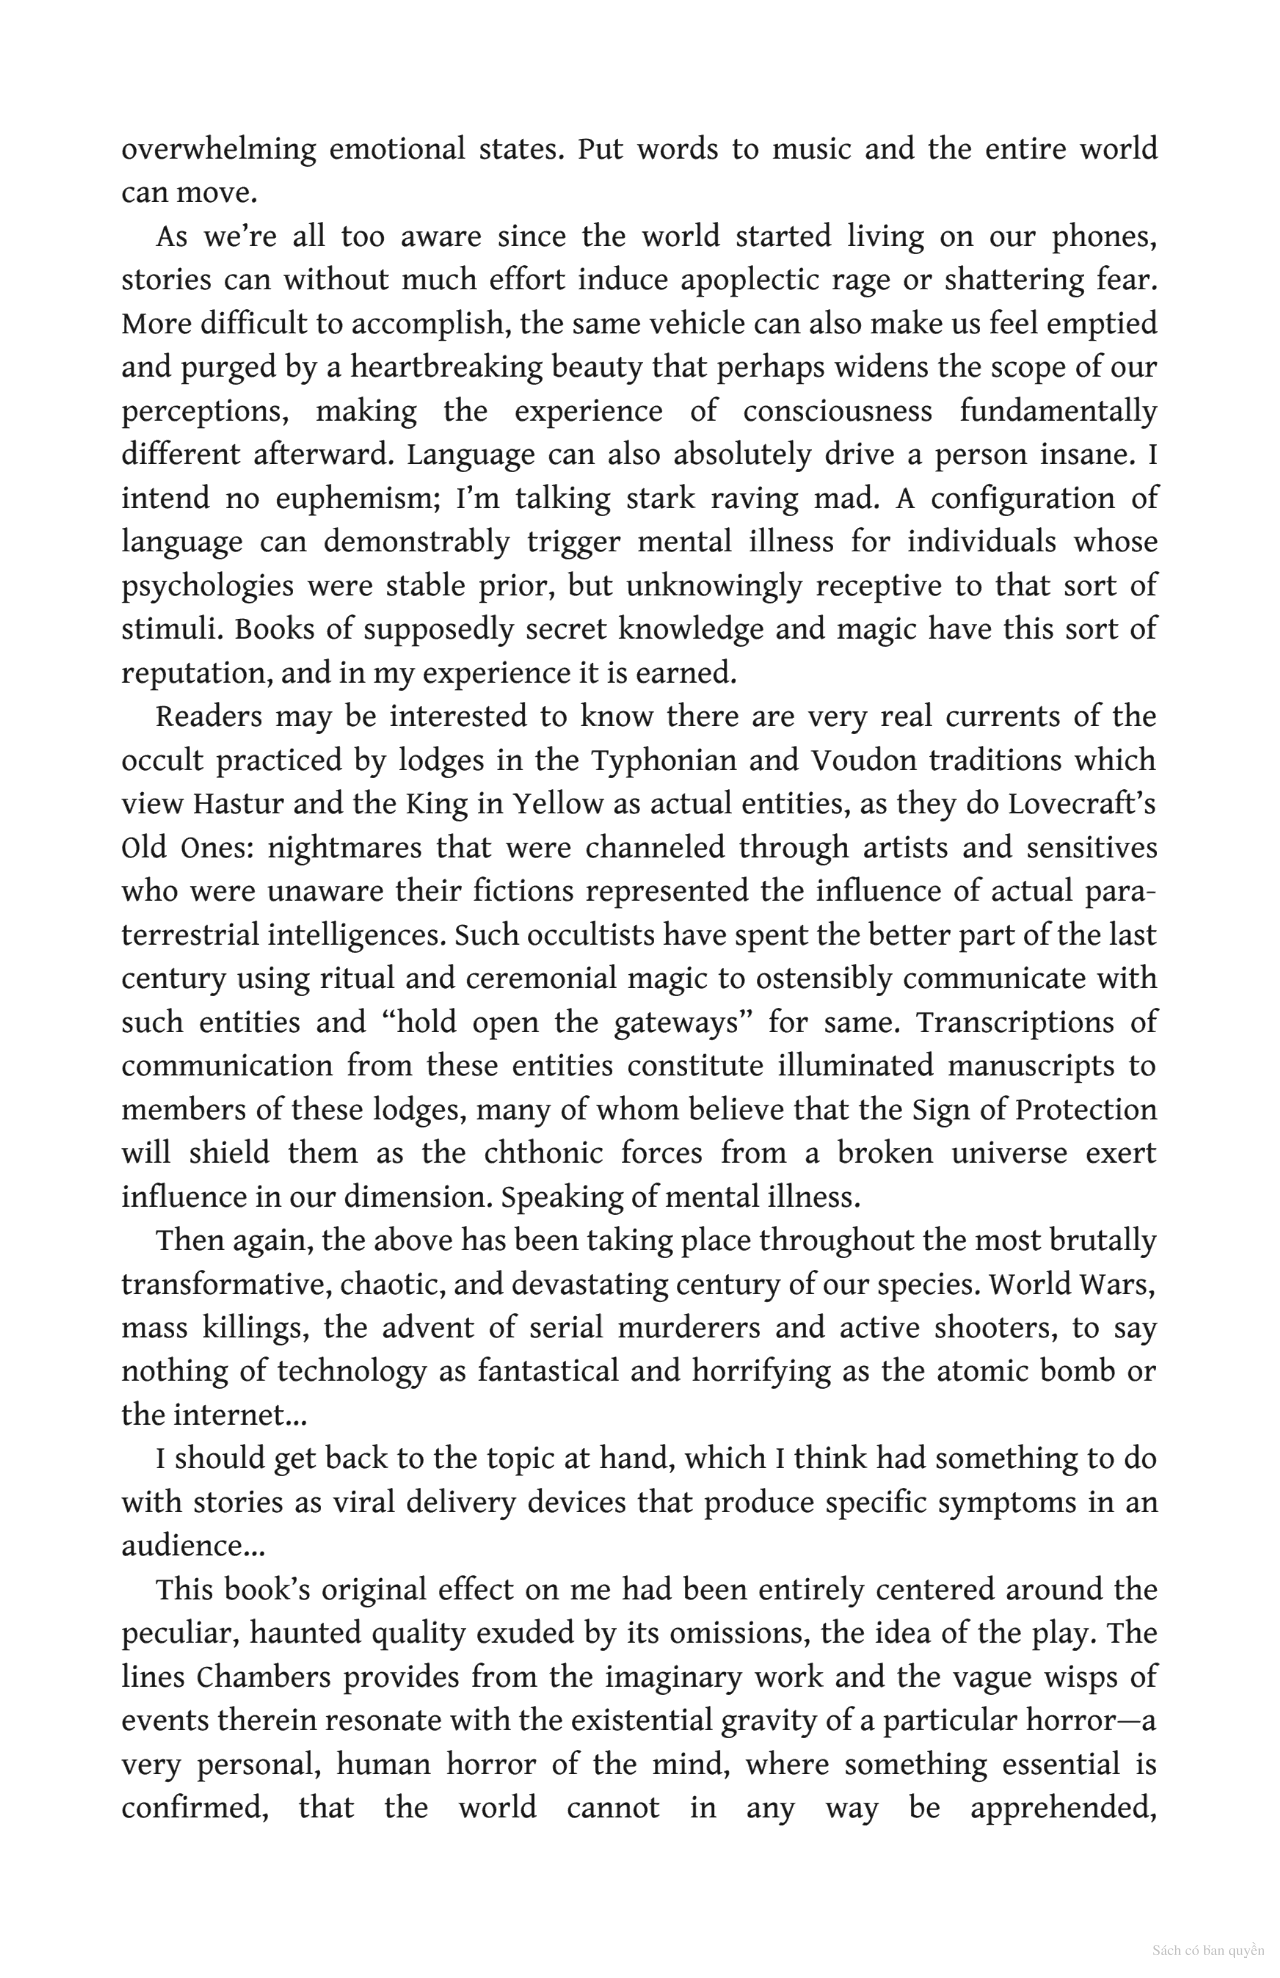 overwhelming emotional states. Put words to music and the entire world
can move.
As we’re all too aware since the world started living on our phones,
stories can without much effort induce apoplectic rage or shattering fear.
More difficult to accomplish, the same vehicle can also make us feel emptied
and purged by a heartbreaking beauty that perhaps widens the scope of our
perceptions, making the experience of consciousness fundamentally
different afterward. Language can also absolutely drive a person insane. I
intend no euphemism; I’m talking stark raving mad. A configuration of
language can demonstrably trigger mental illness for individuals whose
psychologies were stable prior, but unknowingly receptive to that sort of
stimuli. Books of supposedly secret knowledge and magic have this sort of
reputation, and in my experience it is earned.
Readers may be interested to know there are very real currents of the
occult practiced by lodges in the Typhonian and Voudon traditions which
view Hastur and the King in Yellow as actual entities, as they do Lovecraft’s
Old Ones: nightmares that were channeled through artists and sensitives
who were unaware their fictions represented the influence of actual para-
terrestrial intelligences. Such occultists have spent the better part of the last
century using ritual and ceremonial magic to ostensibly communicate with
such entities and “hold open the gateways” for same. Transcriptions of
communication from these entities constitute illuminated manuscripts to
members of these lodges, many of whom believe that the Sign of Protection
will shield them as the chthonic forces from a broken universe exert
influence in our dimension. Speaking of mental illness.
Then again, the above has been taking place throughout the most brutally
transformative, chaotic, and devastating century of our species. World Wars,
mass killings, the advent of serial murderers and active shooters, to say
nothing of technology as fantastical and horrifying as the atomic bomb or
the internet...
I should get back to the topic at hand, which I think had something to do
with stories as viral delivery devices that produce specific symptoms in an
audience...
This book’s original effect on me had been entirely centered around the
peculiar, haunted quality exuded by its omissions, the idea of the play. The
lines Chambers provides from the imaginary work and the vague wisps of
events therein resonate with the existential gravity of a particular horror—a
very personal, human horror of the mind, where something essential is
confirmed, that the world cannot in any way be apprehended,
Sách có bản quyền